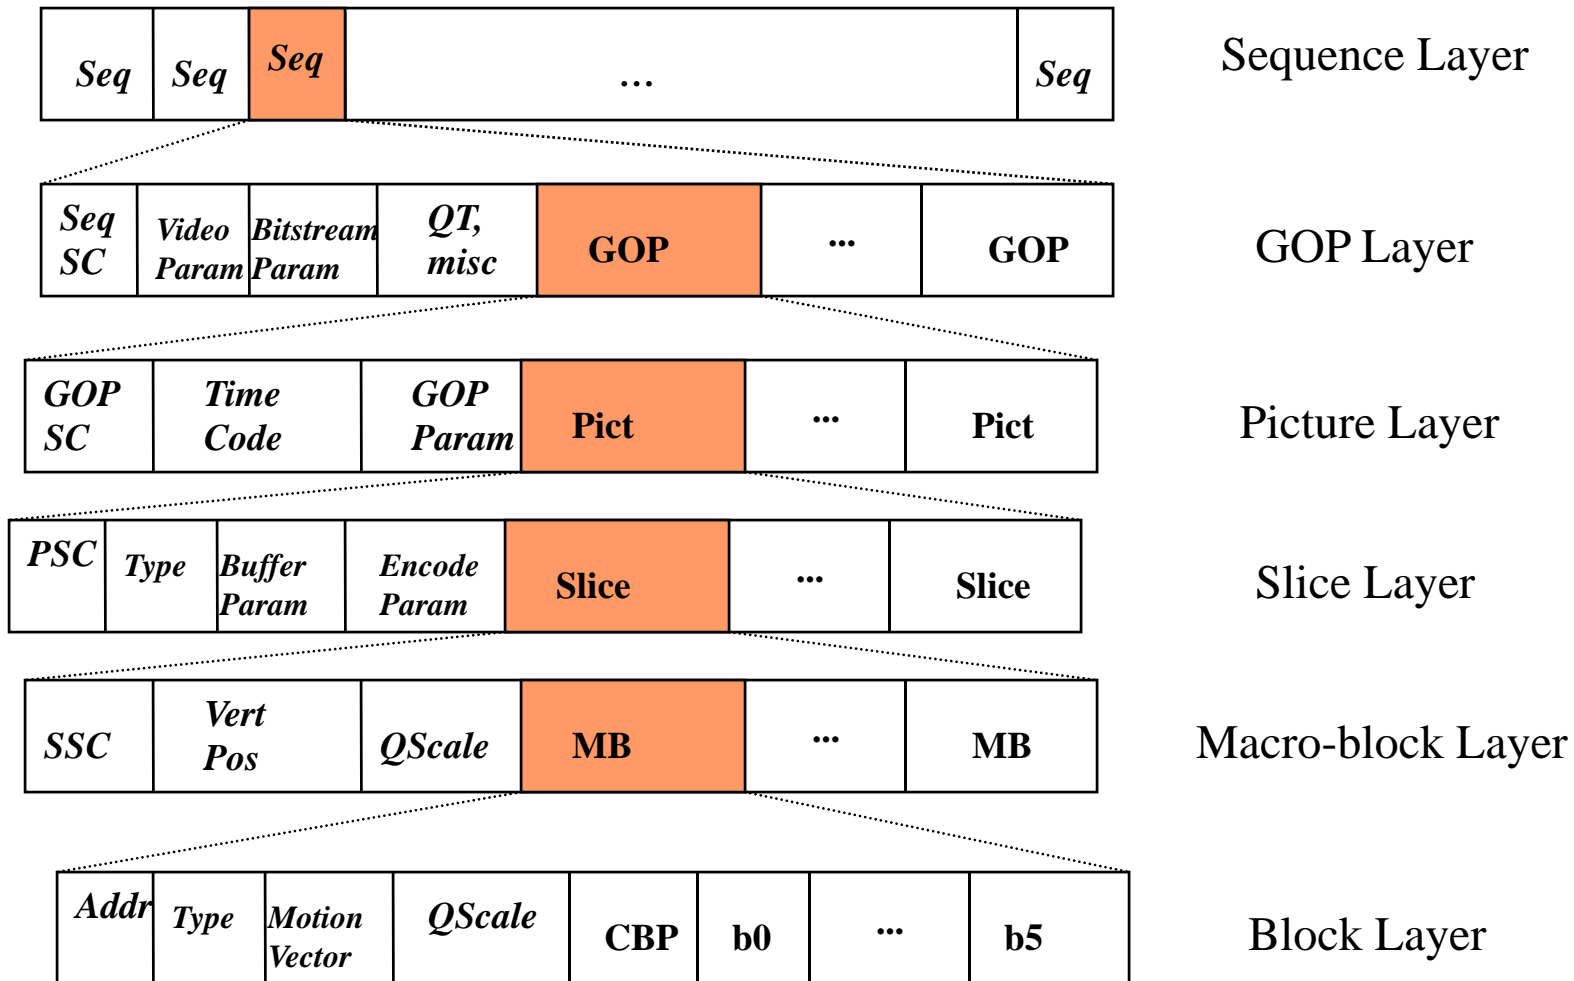 Seq Seq Seq … Seq Sequence Layer
Seq SC Video Param Bitstream Param QT, misc GOP ... GOP GOP Layer
GOP SC Time Code GOP Param Pict ... Pict Picture Layer
PSC Type Buffer Param Encode Param Slice ... Slice Slice Layer
SSC Vert Pos QScale MB ... MB Macro-block Layer
Addr Type Motion Vector QScale CBP b0 ... b5 Block Layer